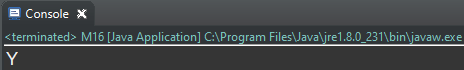 Console
<terminated> M16 [Java Application] C:\Program Files\Java\jre1.8.0_231\bin\javaw.exe
Y